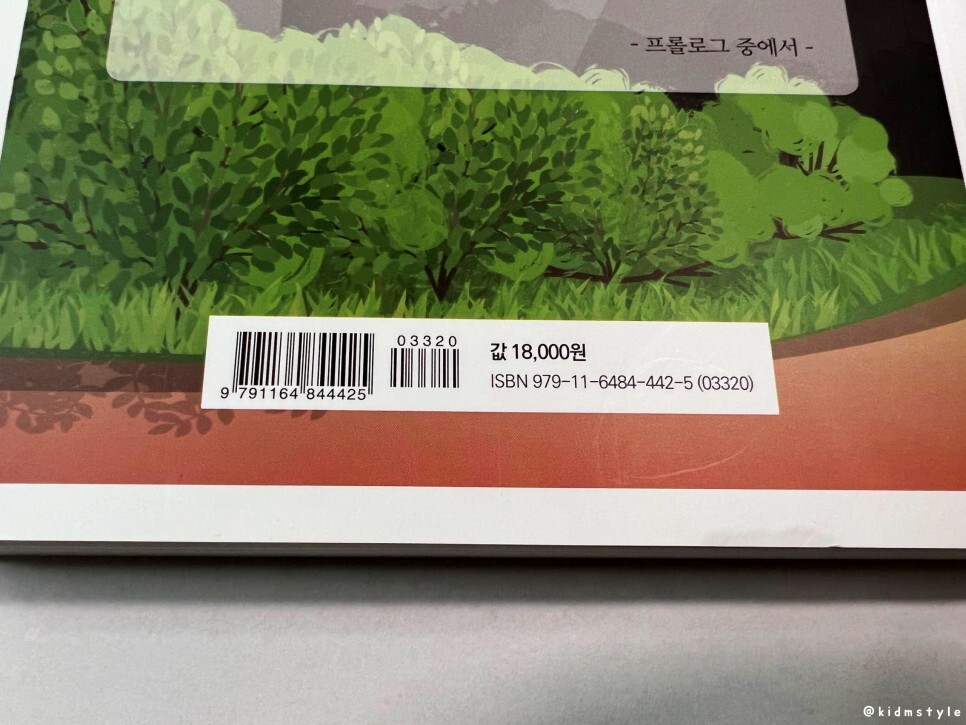 - 프롤로그 중에서 -
03320
9 791164 844425
값 18,000원
ISBN 979-11-6484-442-5 (03320)
@kidmstyle